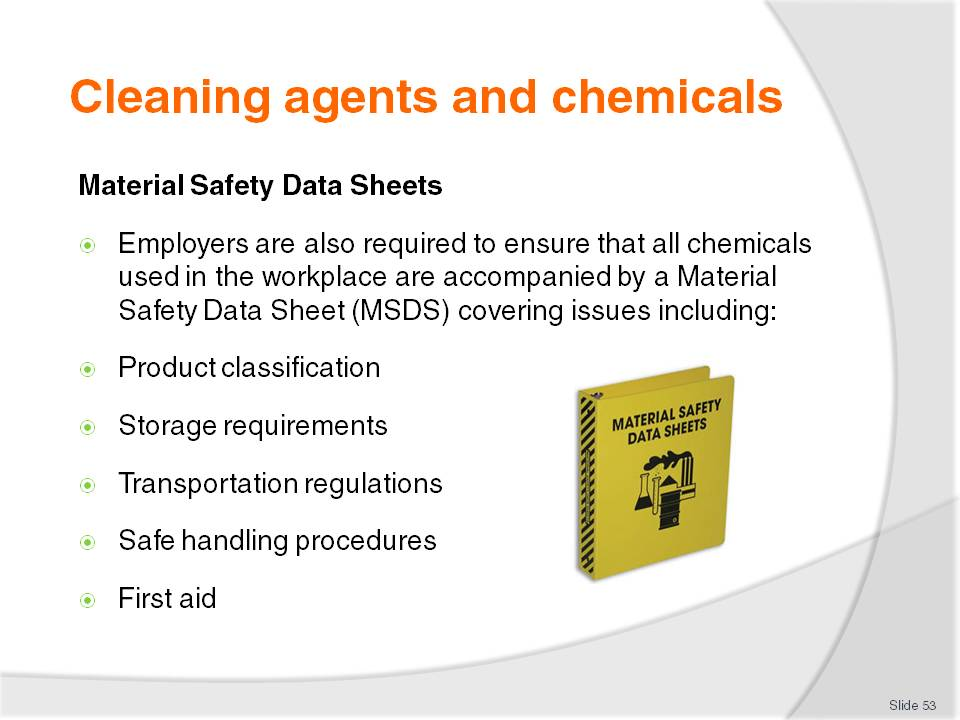 Cleaning agents and chemicals
Material Safety Data Sheets
Employers are also required to ensure that all chemicals
used in the workplace are accompanied by a Material
Safety Data Sheet (MSDS) covering issues including:
Product classification
Storage requirements
Transportation regulations
Safe handling procedures
First aid
MATERIAL SAFETY
DATA SHEETS
Slide 53